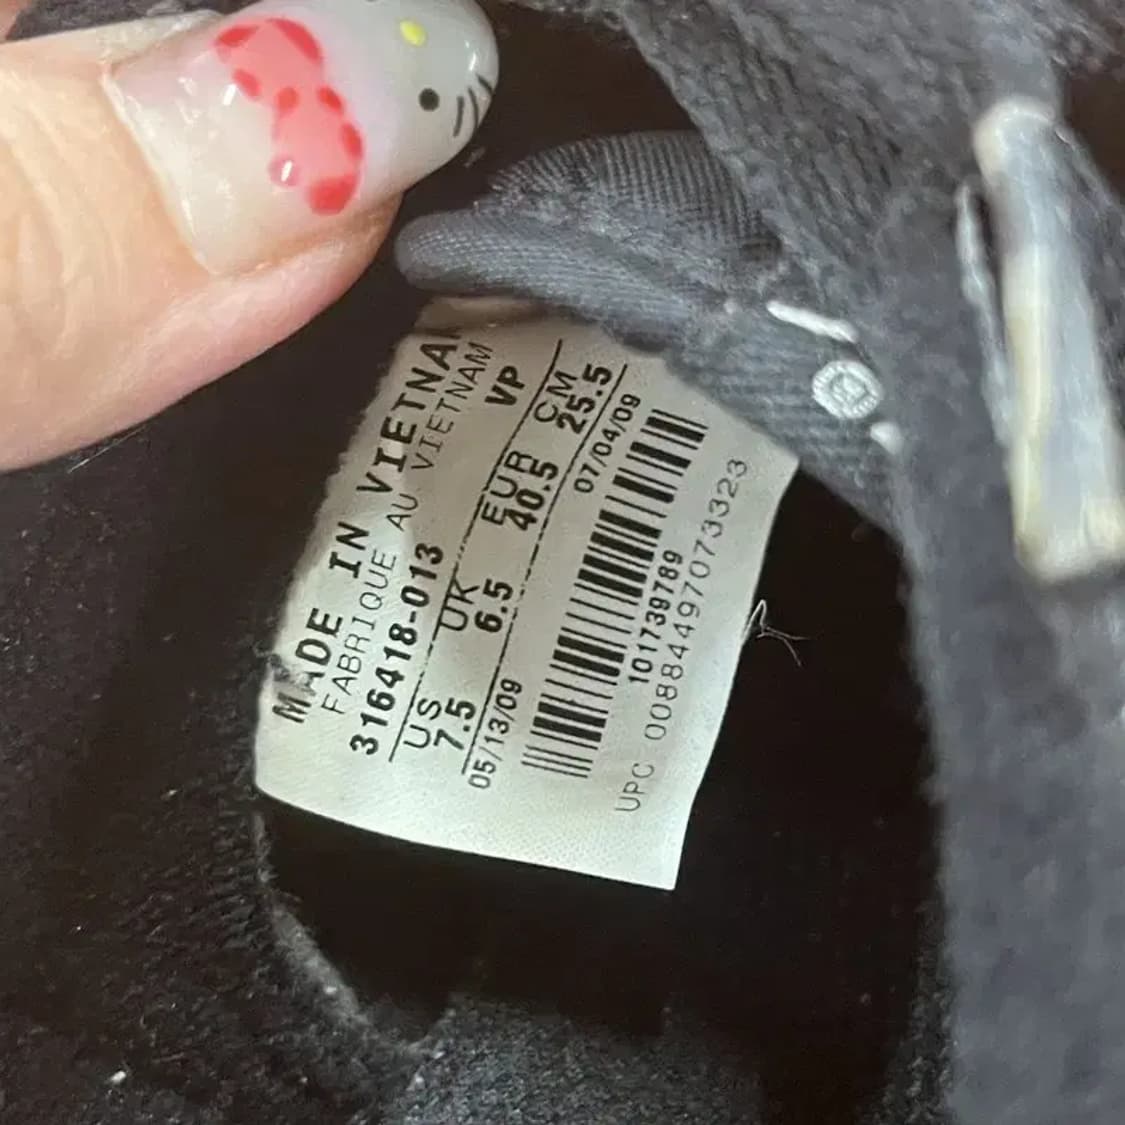 MADE IN VIETNA
FABRIQUE AU VIETNAM
316418-013 VP
US UK EUR CM
7.5 6.5 40.5 25.5
05/13/09 07/04/09
101739789
UPC 00884497073323